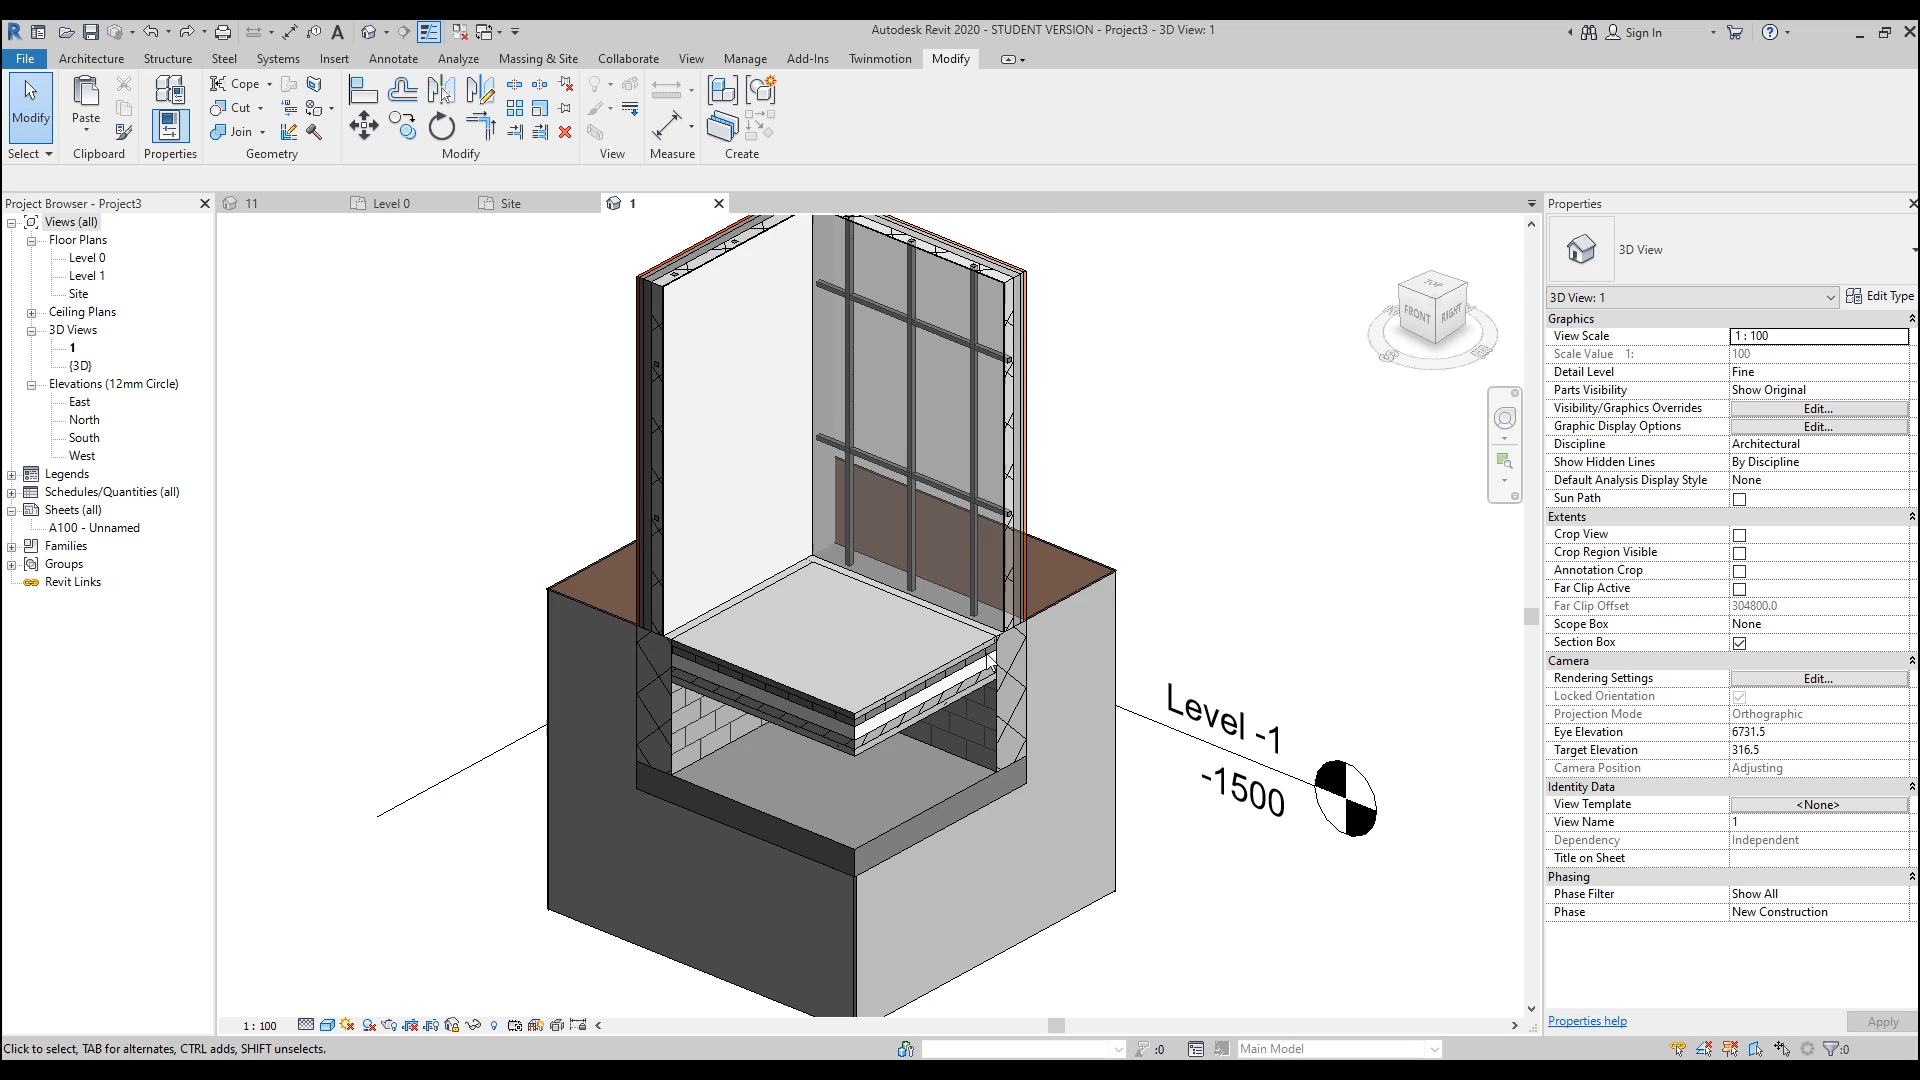 Autodesk Revit 2020 - STUDENT VERSION - Project3 - 3D View: 1
Sign In
File Architecture Structure Steel Systems Insert Annotate Analyze Massing & Site Collaborate View Manage Add-Ins Twinmotion Modify
Modify
Paste
Cope
Cut
Join
Select Clipboard Properties Geometry Modify View Measure Create
Project Browser - Project3
11 Level 0 Site 1
Properties
Views (all)
Floor Plans
Level 0
Level 1
Site
Ceiling Plans
3D Views
1
{3D}
Elevations (12mm Circle)
East
North
South
West
Legends
Schedules/Quantities (all)
Sheets (all)
A100 - Unnamed
Families
Groups
Revit Links
TOP
FRONT
RIGHT
Level -1
-1500
3D View
3D View: 1
Edit Type
Graphics
View Scale 1 : 100
Scale Value 1: 100
Detail Level Fine
Parts Visibility Show Original
Visibility/Graphics Overrides Edit...
Graphic Display Options Edit...
Discipline Architectural
Show Hidden Lines By Discipline
Default Analysis Display Style None
Sun Path
Extents
Crop View
Crop Region Visible
Annotation Crop
Far Clip Active
Far Clip Offset 304800.0
Scope Box None
Section Box
Camera
Rendering Settings Edit...
Locked Orientation
Projection Mode Orthographic
Eye Elevation 6731.5
Target Elevation 316.5
Camera Position Adjusting
Identity Data
View Template <None>
View Name 1
Dependency Independent
Title on Sheet
Phasing
Phase Filter Show All
Phase New Construction
Properties help
Apply
1 : 100
Click to select, TAB for alternates, CTRL adds, SHIFT unselects.
:0
Main Model
:0